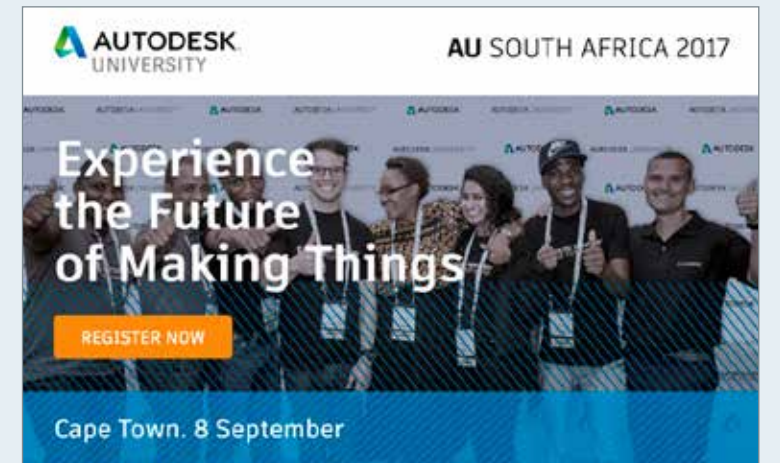 AUTODESK
UNIVERSITY
AU SOUTH AFRICA 2017
Experience
the Future
of Making Things
REGISTER NOW
Cape Town. 8 September